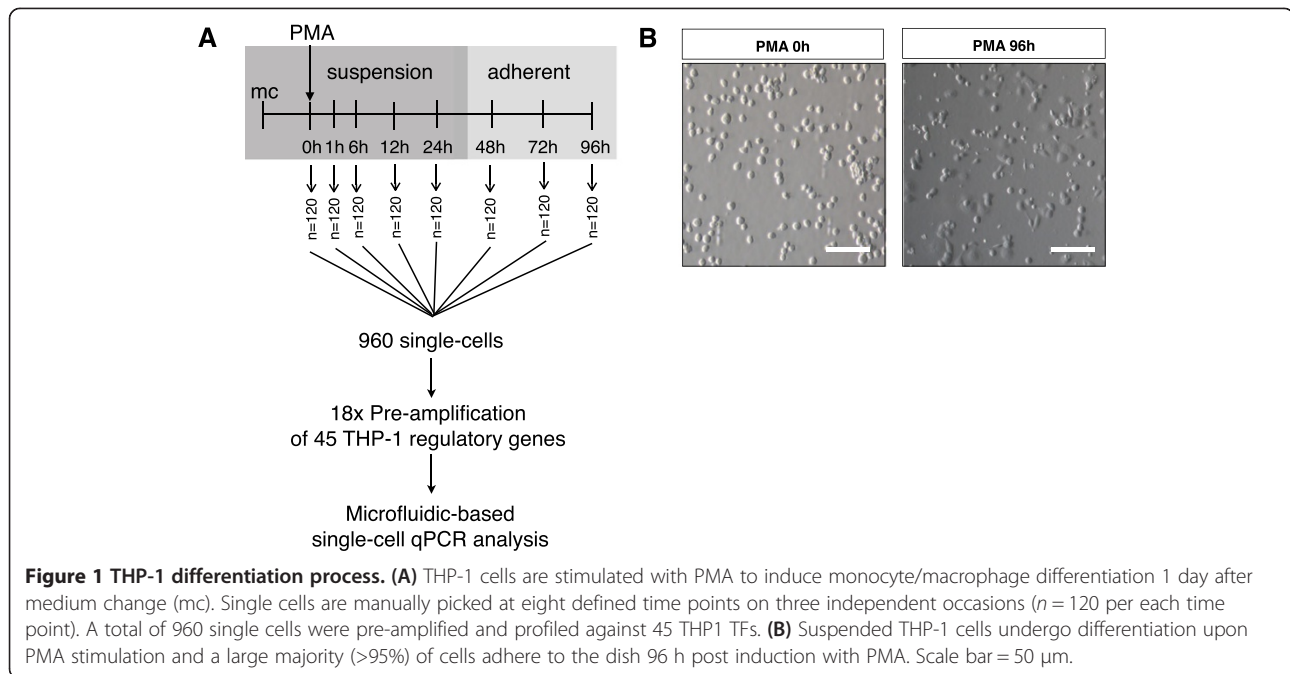 A
PMA
suspension
adherent
mc
0h 1h 6h 12h 24h 48h 72h 96h
n=120 n=120 n=120 n=120 n=120 n=120 n=120 n=120
960 single-cells
18x Pre-amplification
of 45 THP-1 regulatory genes
Microfluidic-based
single-cell qPCR analysis
B
PMA 0h
PMA 96h
Figure 1 THP-1 differentiation process. (A) THP-1 cells are stimulated with PMA to induce monocyte/macrophage differentiation 1 day after
medium change (mc). Single cells are manually picked at eight defined time points on three independent occasions (n = 120 per each time
point). A total of 960 single cells were pre-amplified and profiled against 45 THP1 TFs. (B) Suspended THP-1 cells undergo differentiation upon
PMA stimulation and a large majority (>95%) of cells adhere to the dish 96 h post induction with PMA. Scale bar = 50 μm.